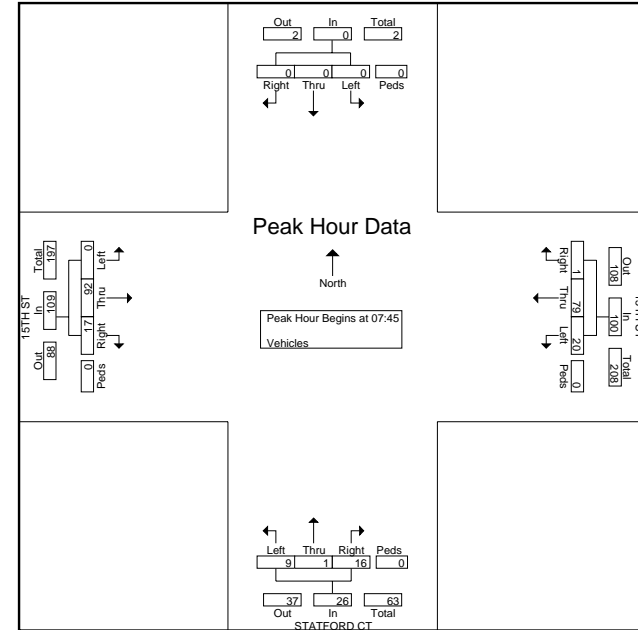 Out In Total
2 0 2
0 0 0 0
Right Thru Left Peds
Peak Hour Data
North
Peak Hour Begins at 07:45
Vehicles
15TH ST
Total In Out
197 109 88
0 92 17 0
Left Thru Right Peds
Right Thru Left Peds
1 79 20 0
Out In Total
108 100 208
Left Thru Right Peds
9 1 16 0
37 26 63
Out In Total
STATFORD CT